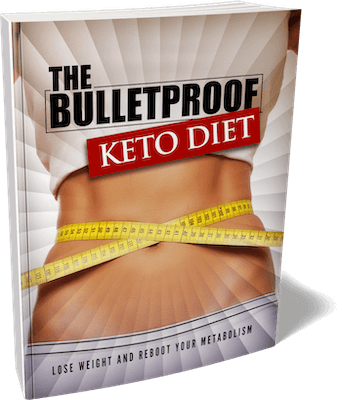 THE
BULLETPROOF
KETO DIET
LOSE WEIGHT AND REBOOT YOUR METABOLISM